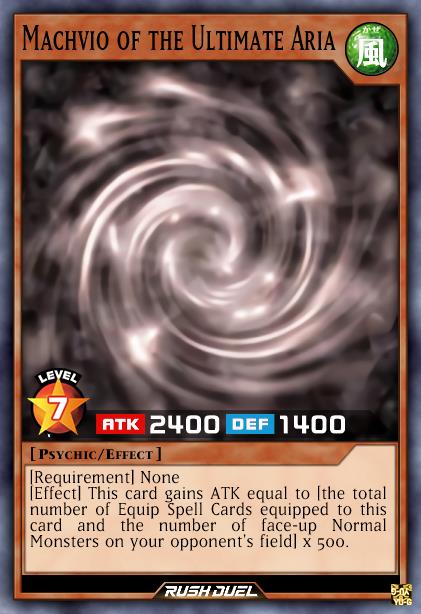 Machvio of the Ultimate Aria
かぜ
風
LEVEL
7
ATK 2400 DEF 1400
[Psychic/Effect]
[Requirement] None
[Effect] This card gains ATK equal to [the total
number of Equip Spell Cards equipped to this
card and the number of face-up Normal
Monsters on your opponent's field] x 500.
RUSH DUEL